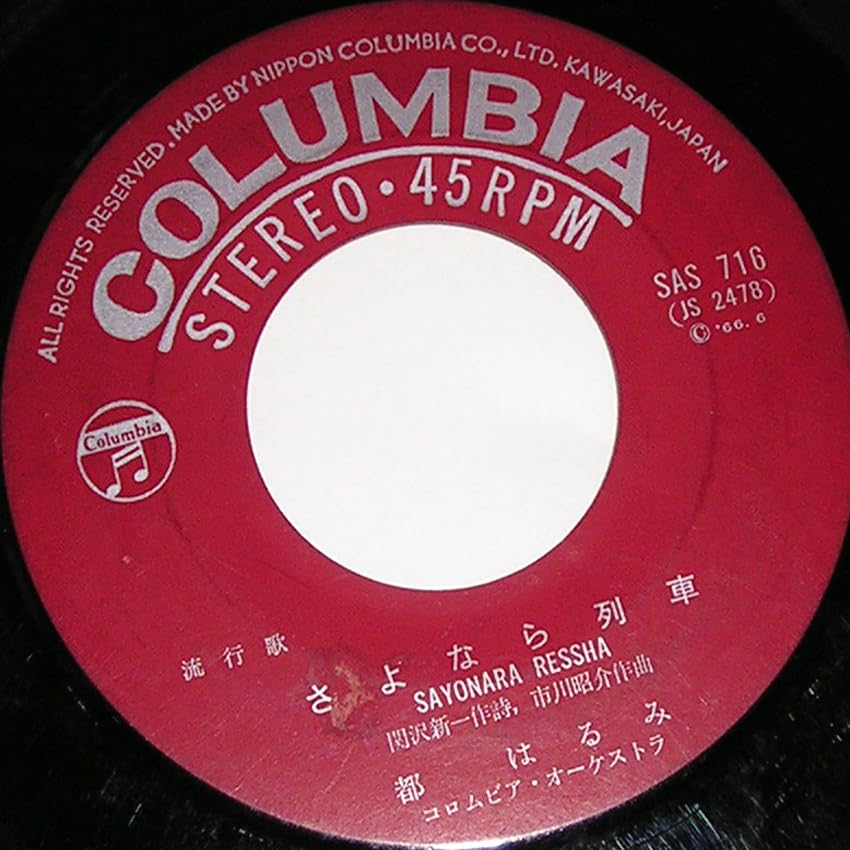 ALL RIGHTS RESERVED. MADE BY NIPPON COLUMBIA CO., LTD. KAWASAKI, JAPAN
COLUMBIA
STEREO・45RPM
SAS 716
(JS 2478)
© '66. 6
Columbia
流行歌
さよなら列車
SAYONARA RESSHA
関沢新一作詩, 市川昭介作曲
都 はるみ
コロムビア・オーケストラ